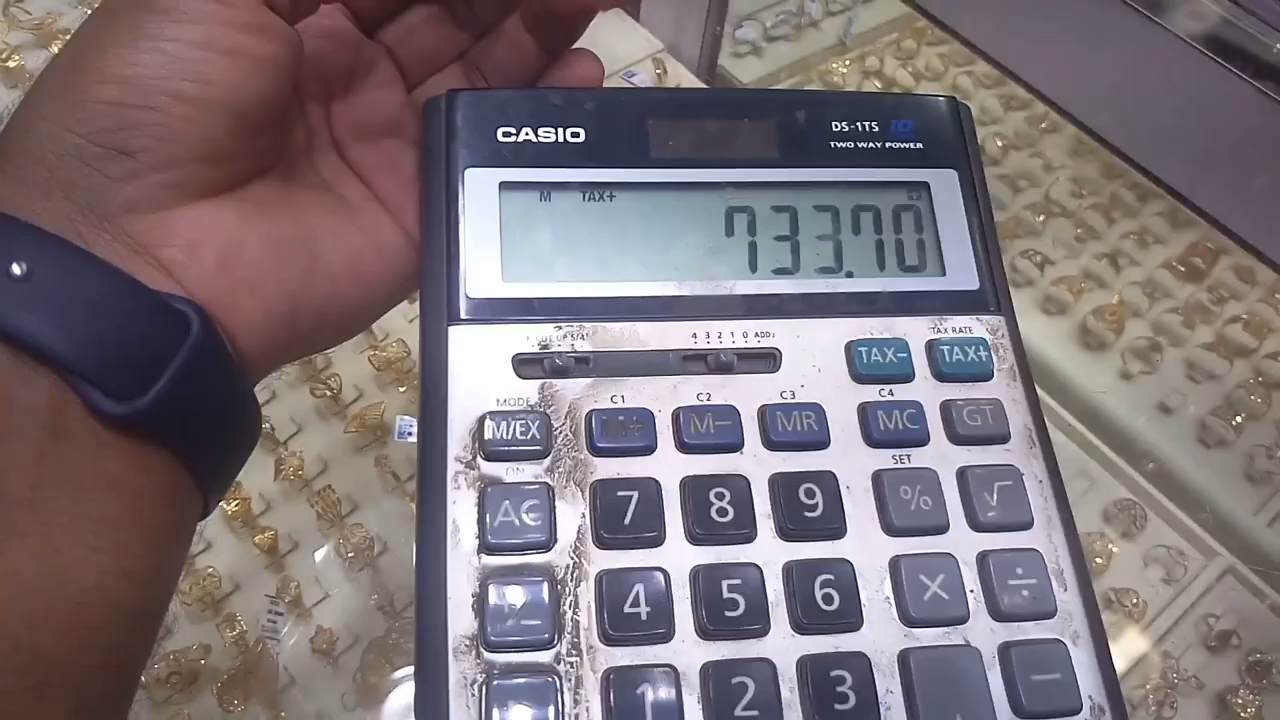 CASIO
DS-1TS
TWO WAY POWER
M TAX+
733.70
4 3 2 1 0 ADD2
TAX RATE
TAX- TAX+
MODE C1 C2 C3 C4
M/EX M+ M- MR MC GT
ON SET
AC 7 8 9 % √
4 5 6 × ÷
1 2 3 −